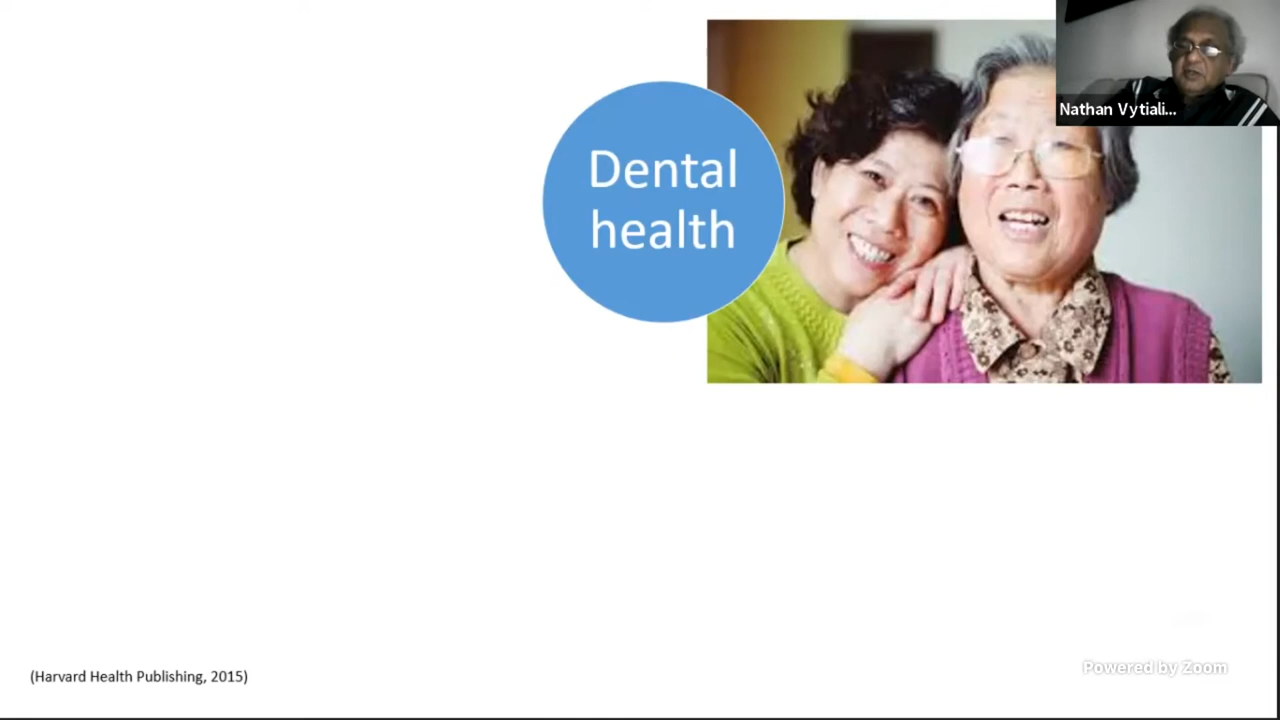 Nathan Vytiali...
Dental
health
(Harvard Health Publishing, 2015)
Powered by Zoom